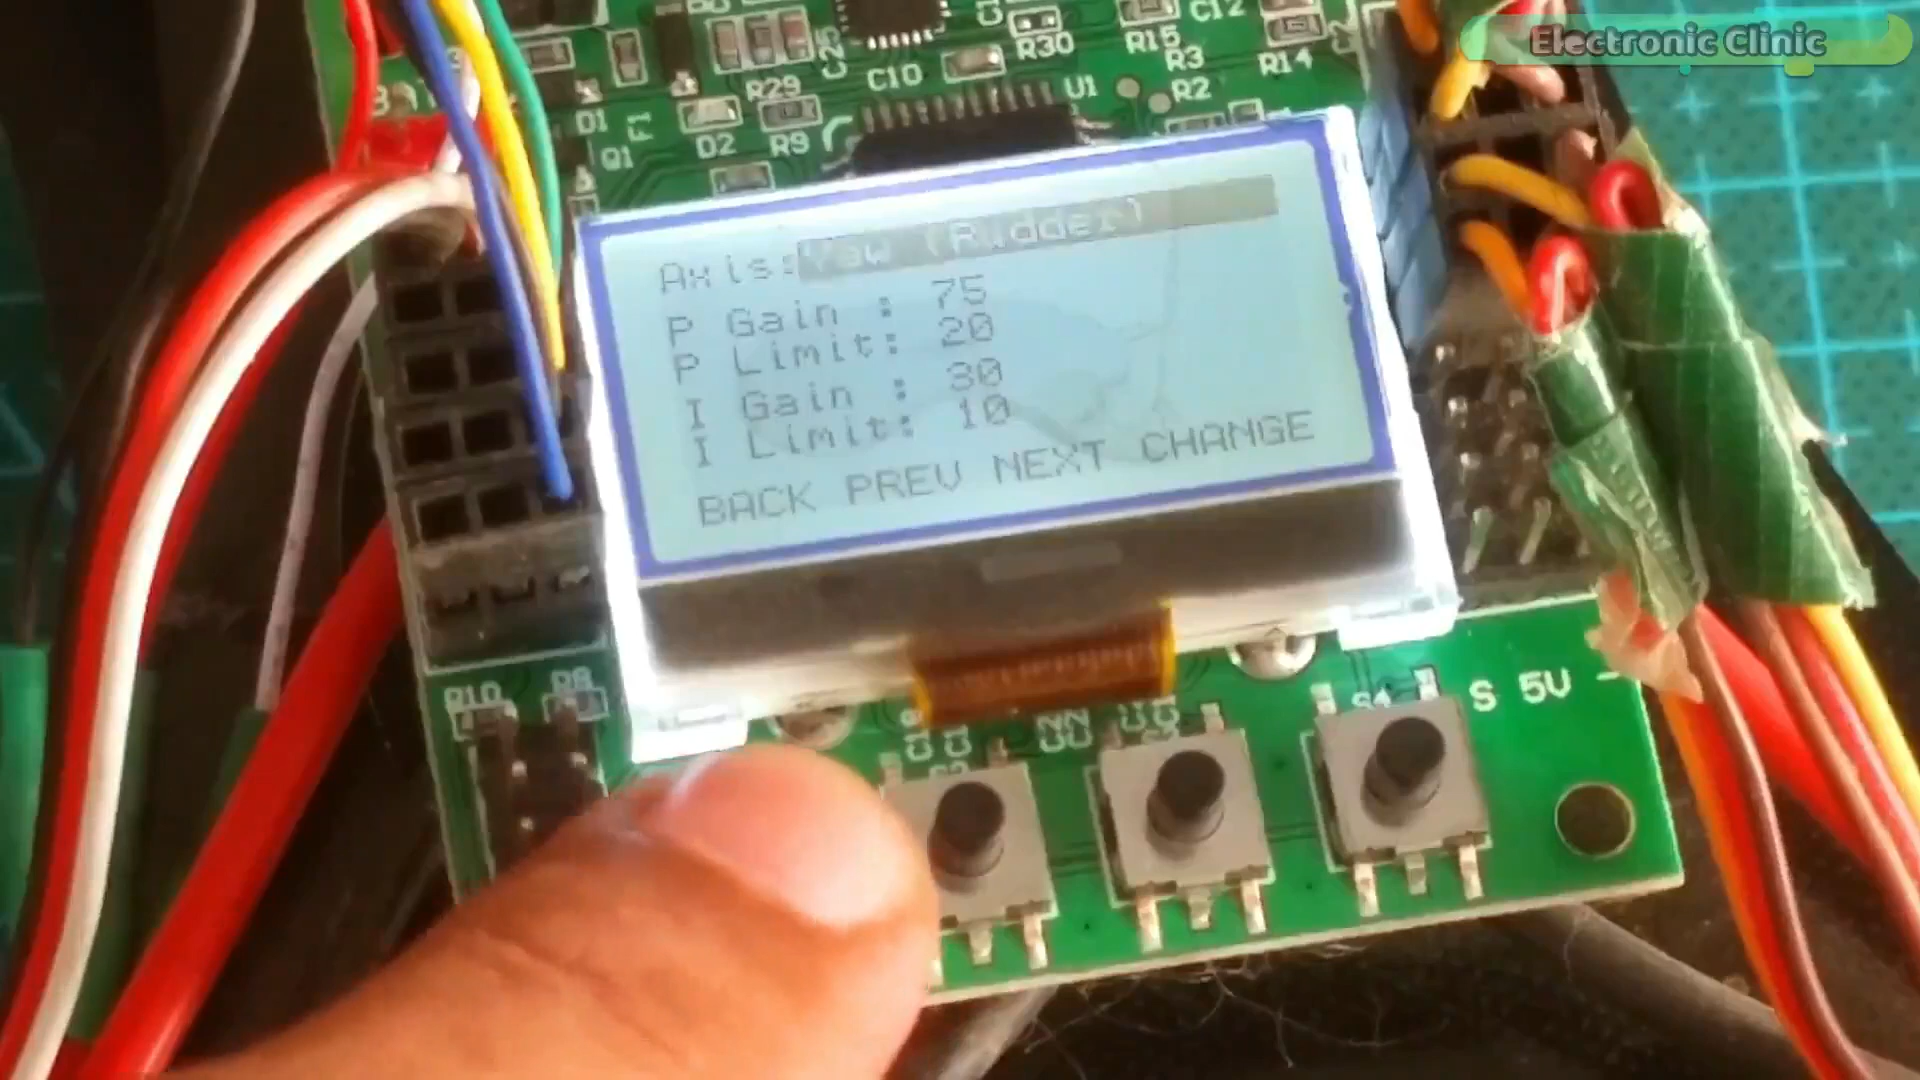 Electronic Clinic
R30
R15
C12
C25
C10
R3
R14
R29
U1
R2
D1
F1
Q1
D2
R9
Axis:Yaw (Rudder)
P Gain : 75
P Limit: 20
I Gain : 30
I Limit: 10
BACK PREV NEXT CHANGE
R10
R8
S4
S 5V -